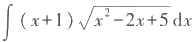 ∫ (x+1) √(x²−2x+5) dx